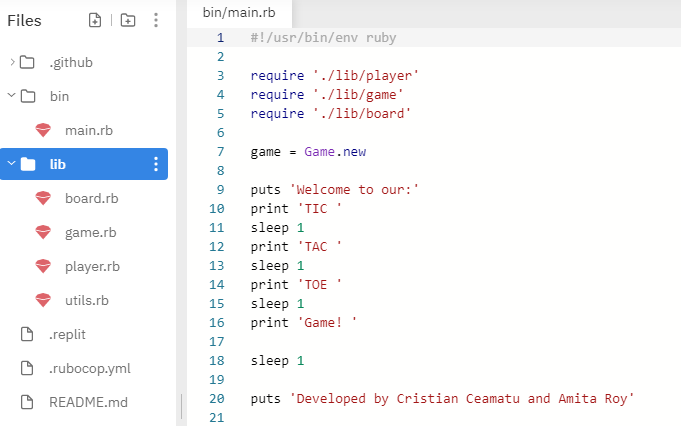 Files
.github
bin
main.rb
lib
board.rb
game.rb
player.rb
utils.rb
.replit
.rubocop.yml
README.md
bin/main.rb
1 #!/usr/bin/env ruby
2
3 require './lib/player'
4 require './lib/game'
5 require './lib/board'
6
7 game = Game.new
8
9 puts 'Welcome to our:'
10 print 'TIC '
11 sleep 1
12 print 'TAC '
13 sleep 1
14 print 'TOE '
15 sleep 1
16 print 'Game! '
17
18 sleep 1
19
20 puts 'Developed by Cristian Ceamatu and Amita Roy'
21